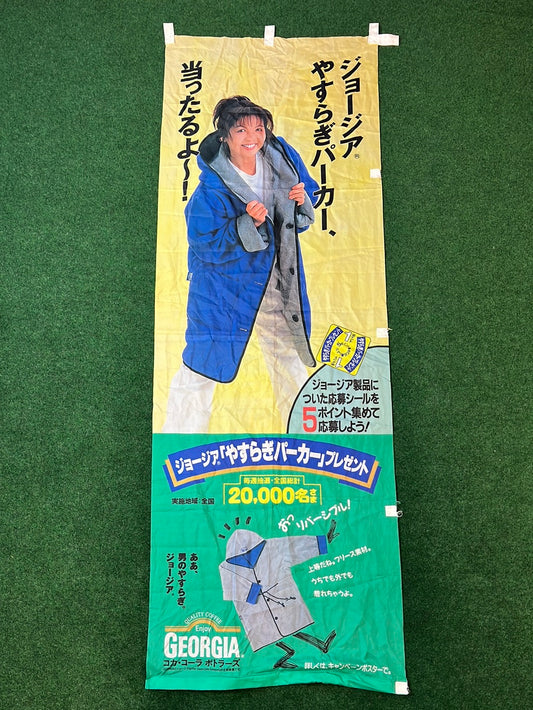 ジョージア®
やすらぎパーカー、
当ったるよ〜!
ジョージア製品に
ついた応募シールを
5ポイント集めて
応募しよう!
ジョージア®「やすらぎパーカー」プレゼント
実施地域:全国
毎週抽選・全国総計
20,000名さま
おっリバーシブル!
上等だね。フリース素材。
うちでも外でも
着れちゃうよ。
ああ、
男のやすらぎ。
ジョージア。
QUALITY COFFEE
Enjoy
GEORGIA®
コカ・コーラ ボトラーズ
詳しくは、キャンペーンポスターで。